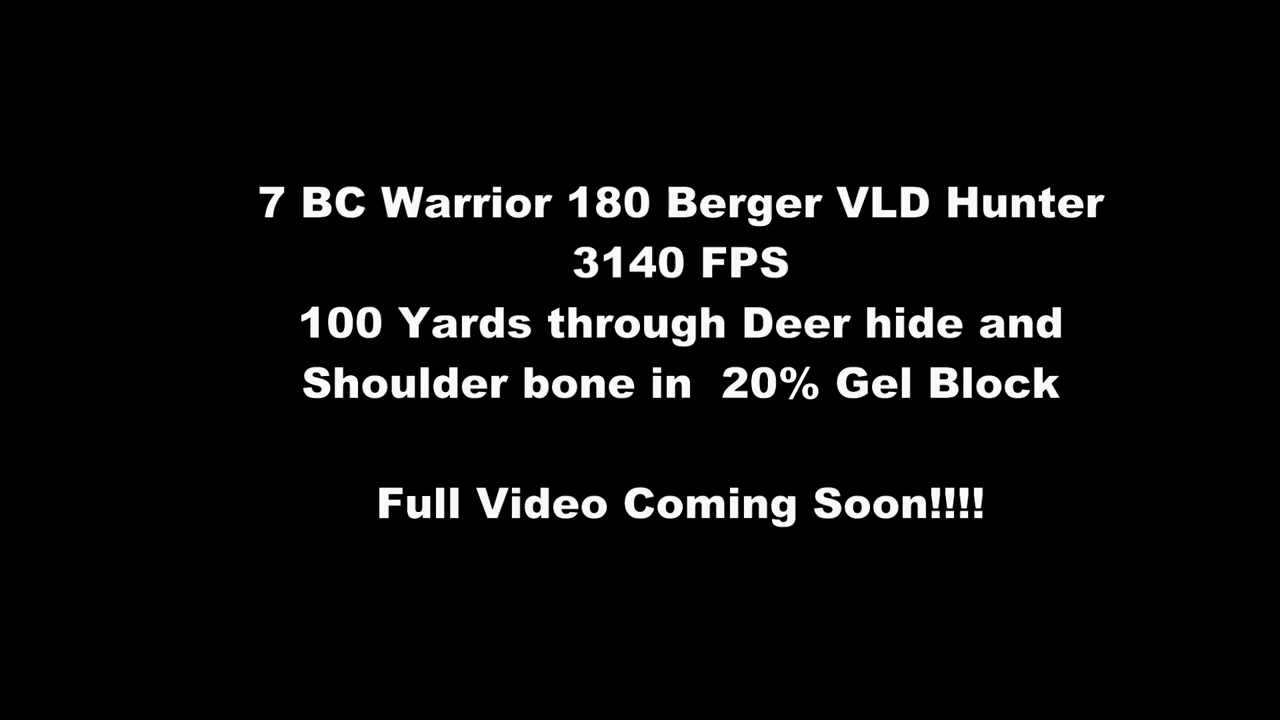 7 BC Warrior 180 Berger VLD Hunter
3140 FPS
100 Yards through Deer hide and
Shoulder bone in  20% Gel Block
Full Video Coming Soon!!!!